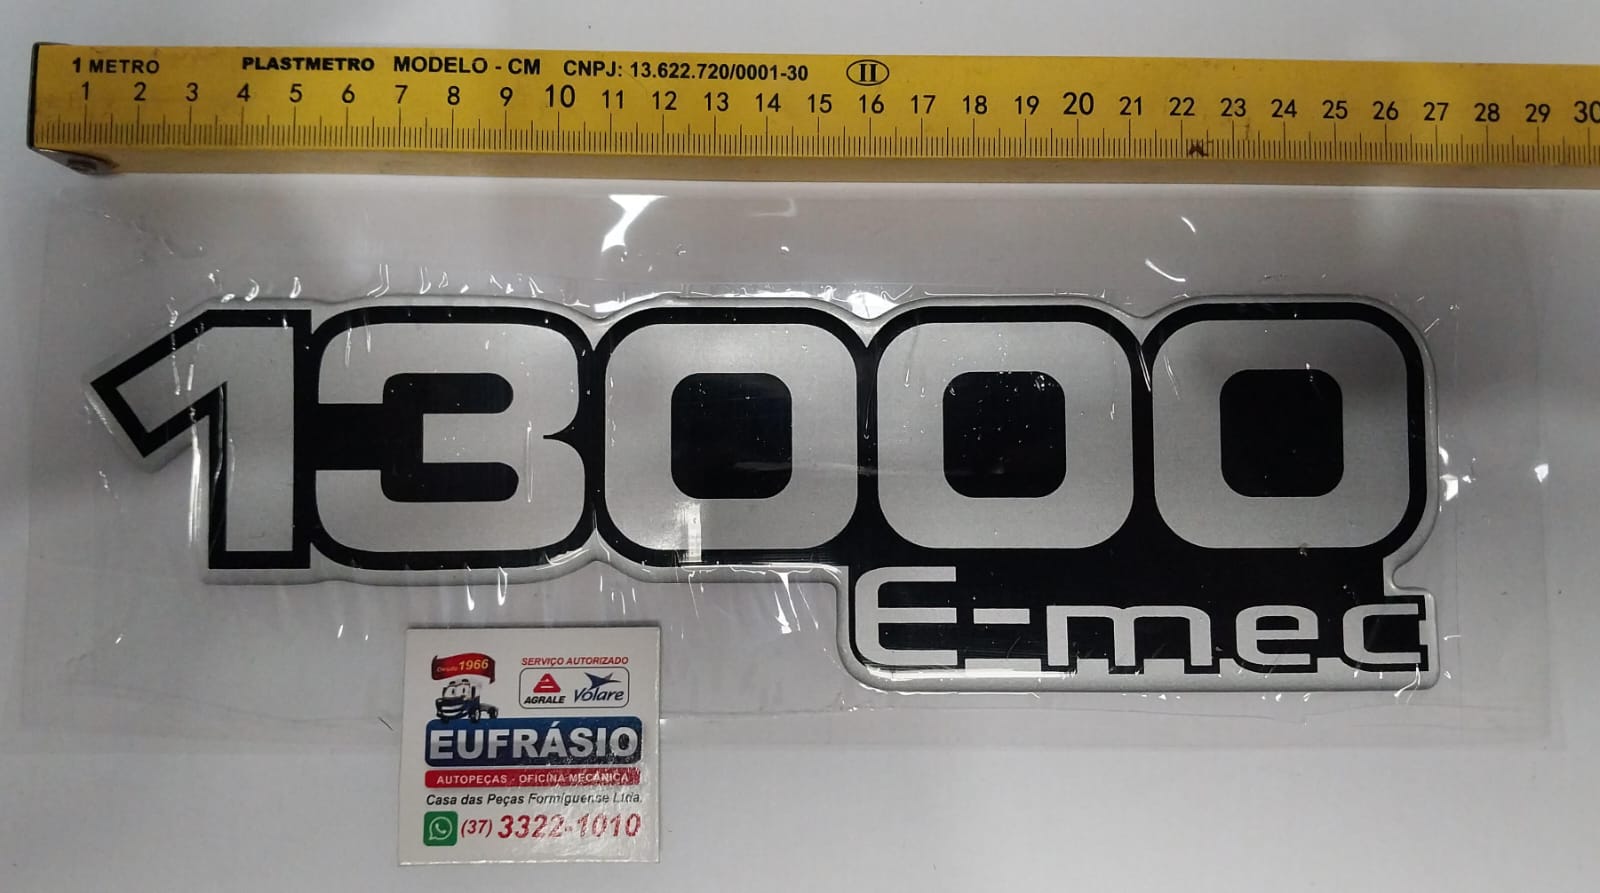 1 METRO PLASTMETRO MODELO - CM CNPJ: 13.622.720/0001-30 II
1 2 3 4 5 6 7 8 9 10 11 12 13 14 15 16 17 18 19 20 21 22 23 24 25 26 27 28 29 30
13000
E-mec
Desde 1966
SERVIÇO AUTORIZADO
AGRALE Volare
EUFRÁSIO
AUTOPEÇAS - OFICINA MECÂNICA
Casa das Peças Formiguense Ltda.
(37) 3322-1010